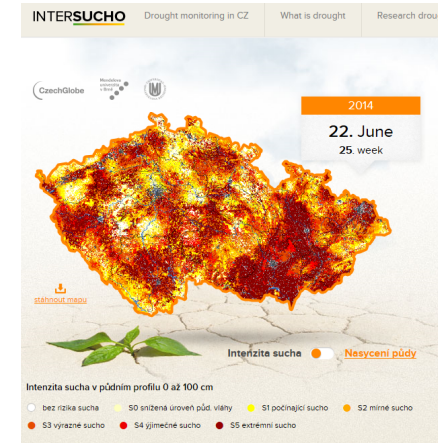 INTERSUCHO Drought monitoring in CZ What is drought Research drou
CzechGlobe
2014
22. June
25. week
stáhnout mapu
Intenzita sucha Nasycení půdy
Intenzita sucha v půdním profilu 0 až 100 cm
bez rizika sucha S0 snížená úroveň půd. vláhy S1 počínající sucho S2 mírné sucho
S3 výrazné sucho S4 výjimečné sucho S5 extrémní sucho